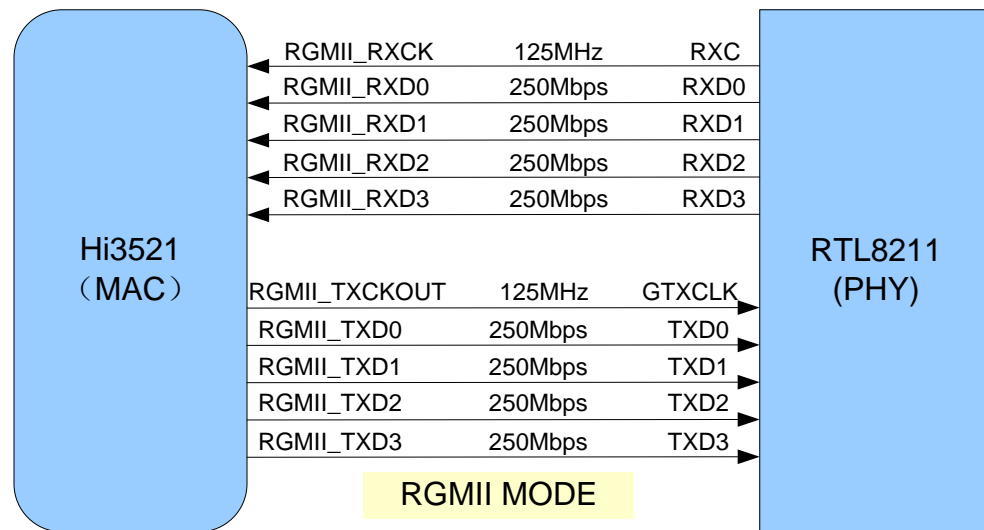 RGMII_RXCK 125MHz RXC
RGMII_RXD0 250Mbps RXD0
RGMII_RXD1 250Mbps RXD1
RGMII_RXD2 250Mbps RXD2
RGMII_RXD3 250Mbps RXD3
Hi3521
（MAC）
RTL8211
(PHY)
RGMII_TXCKOUT 125MHz GTXCLK
RGMII_TXD0 250Mbps TXD0
RGMII_TXD1 250Mbps TXD1
RGMII_TXD2 250Mbps TXD2
RGMII_TXD3 250Mbps TXD3
RGMII MODE